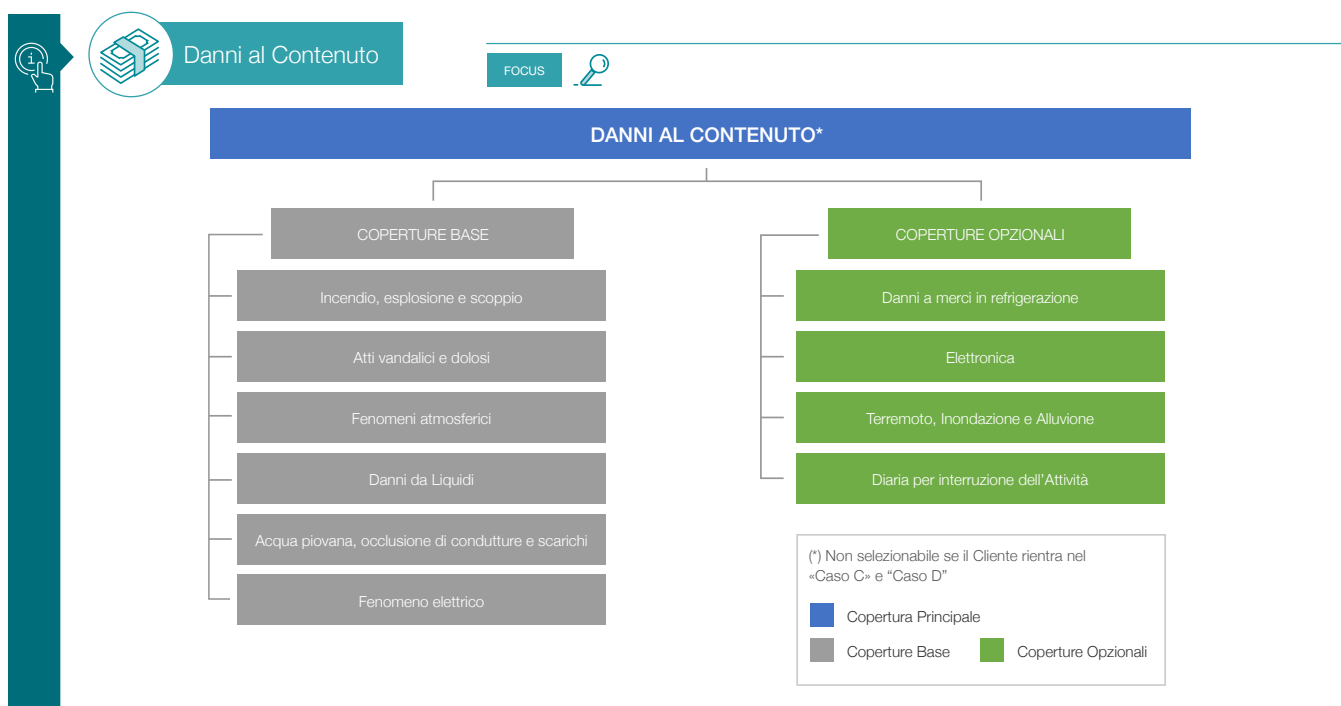 Danni al Contenuto
FOCUS
DANNI AL CONTENUTO*
COPERTURE BASE
Incendio, esplosione e scoppio
Atti vandalici e dolosi
Fenomeni atmosferici
Danni da Liquidi
Acqua piovana, occlusione di condutture e scarichi
Fenomeno elettrico
COPERTURE OPZIONALI
Danni a merci in refrigerazione
Elettronica
Terremoto, Inondazione e Alluvione
Diaria per interruzione dell'Attività
(*) Non selezionabile se il Cliente rientra nel
«Caso C» e “Caso D”
Copertura Principale
Coperture Base
Coperture Opzionali